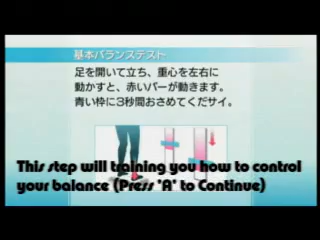 基本バランステスト
足を開いて立ち、重心を左右に
動かすと、赤いバーが動きます。
青い枠に3秒間おさめてくだサイ。
This step will training you how to control
your balance (Press 'A' to Continue)